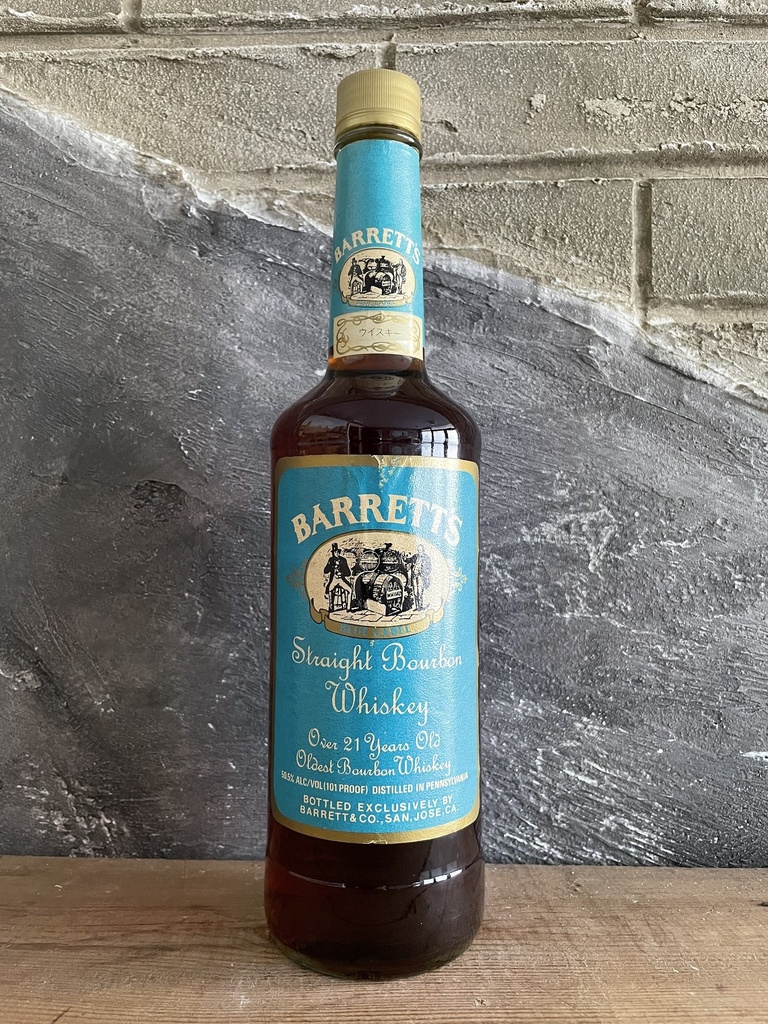 BARRETT'S
ウイスキー
BARRETT'S
Straight Bourbon
Whiskey
Over 21 Years Old
Oldest Bourbon Whiskey
50.5% ALC/VOL(101 PROOF) DISTILLED IN PENNSYLVANIA
BOTTLED EXCLUSIVELY BY
BARRETT & CO., SAN JOSE, CA.